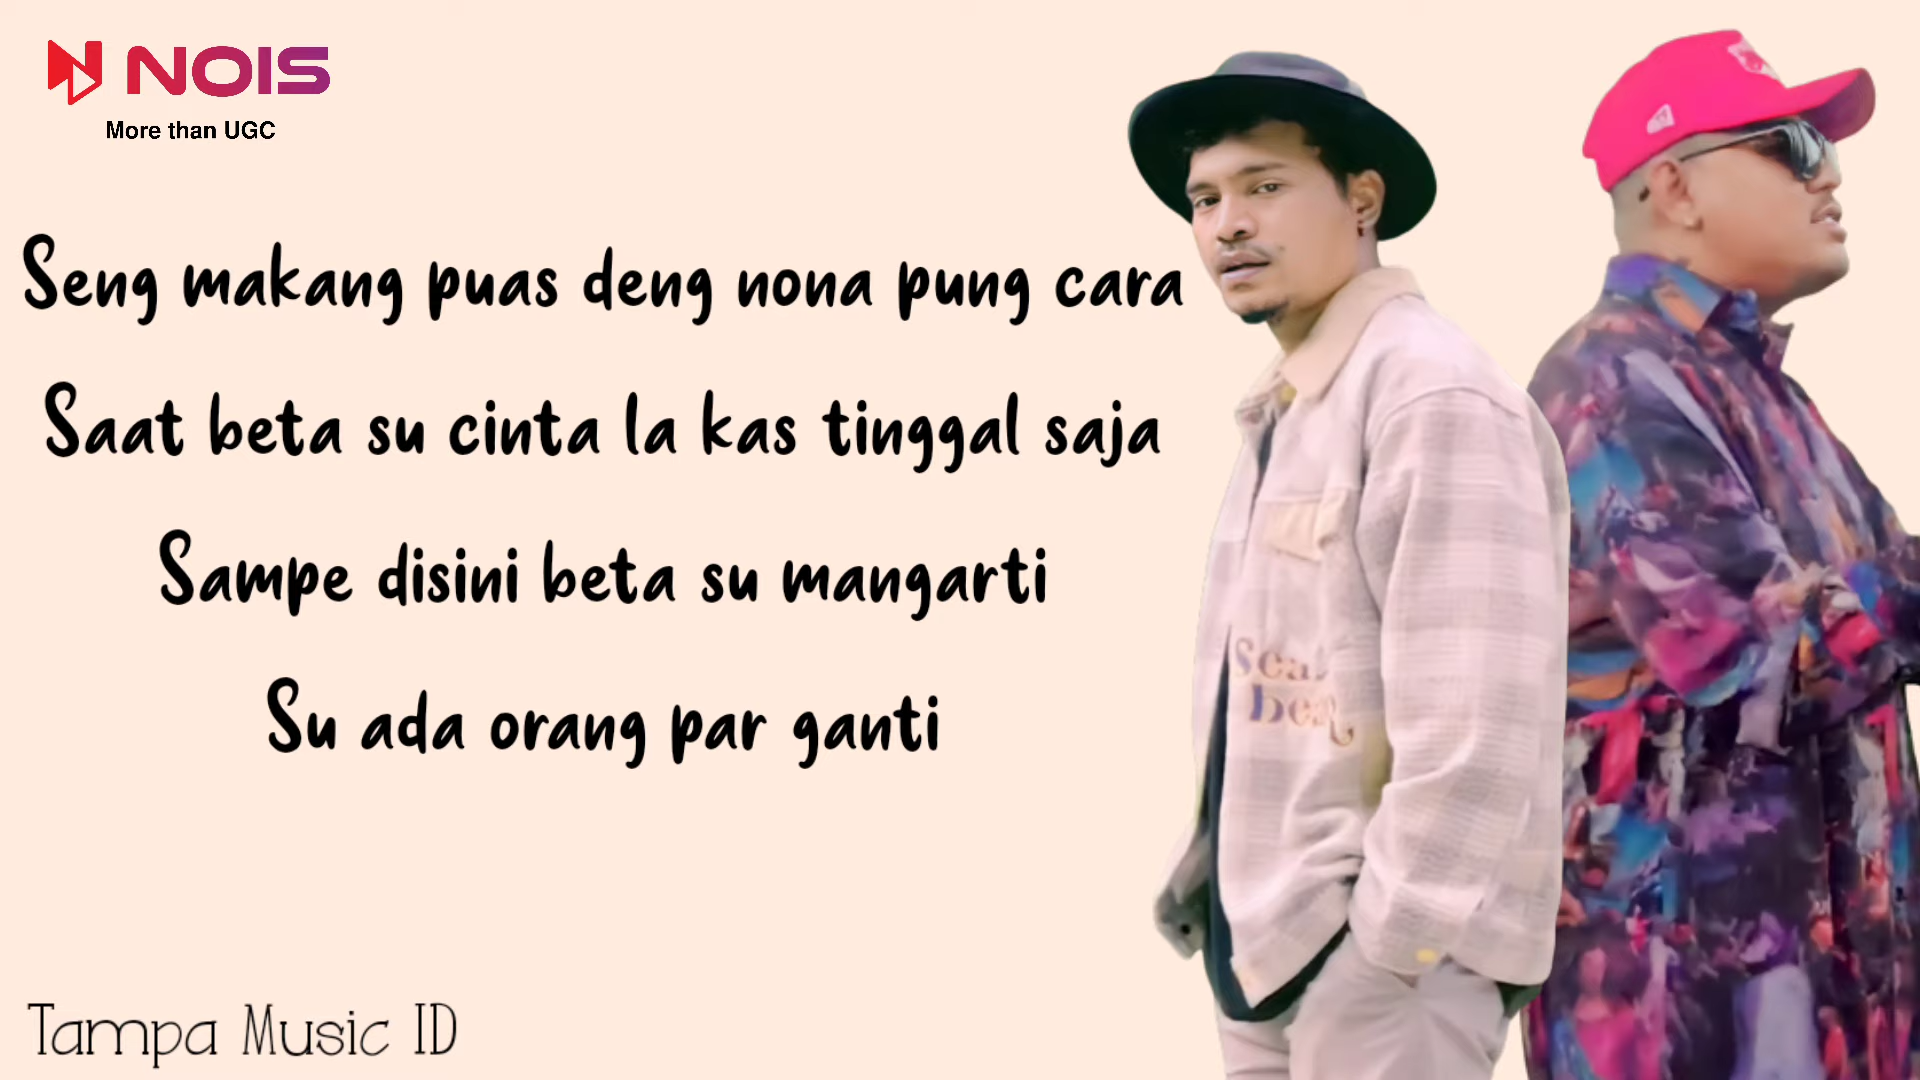 NOIS
More than UGC
Seng makang puas deng nona pung cara
Saat beta su cinta la kas tinggal saja
Sampe disini beta su mangarti
Su ada orang par ganti
Tampa Music ID